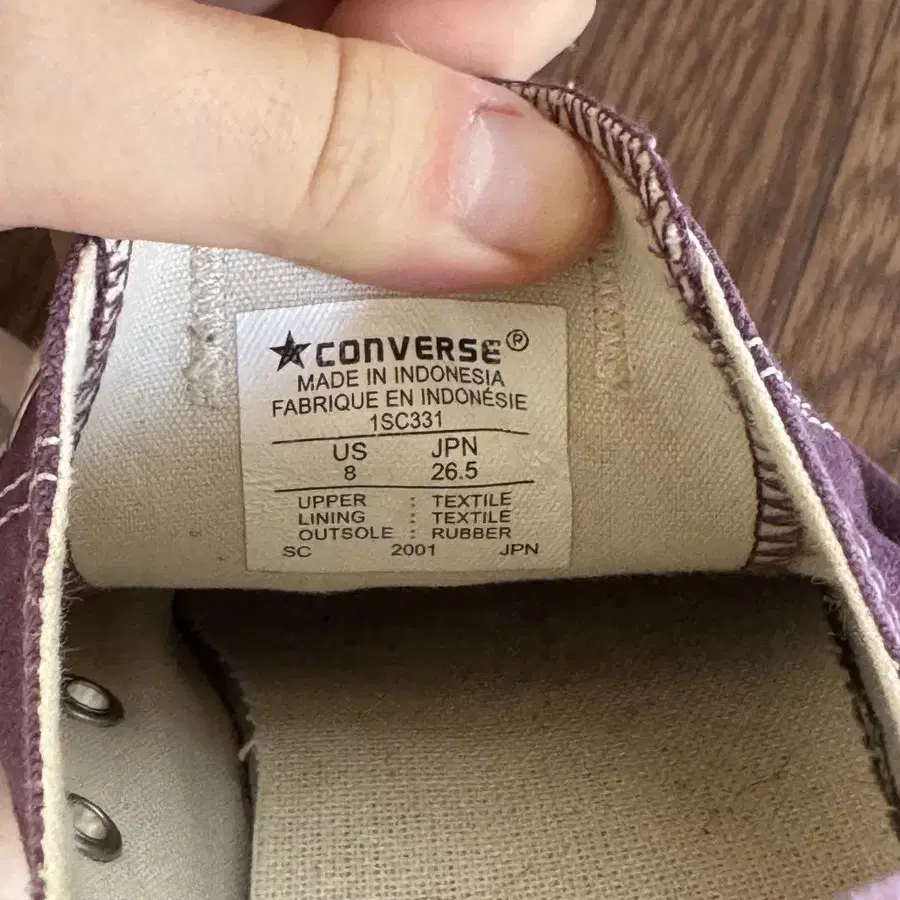 ★CONVERSE®
MADE IN INDONESIA
FABRIQUE EN INDONÉSIE
1SC331
US JPN
8 26.5
UPPER : TEXTILE
LINING : TEXTILE
OUTSOLE : RUBBER
SC 2001 JPN